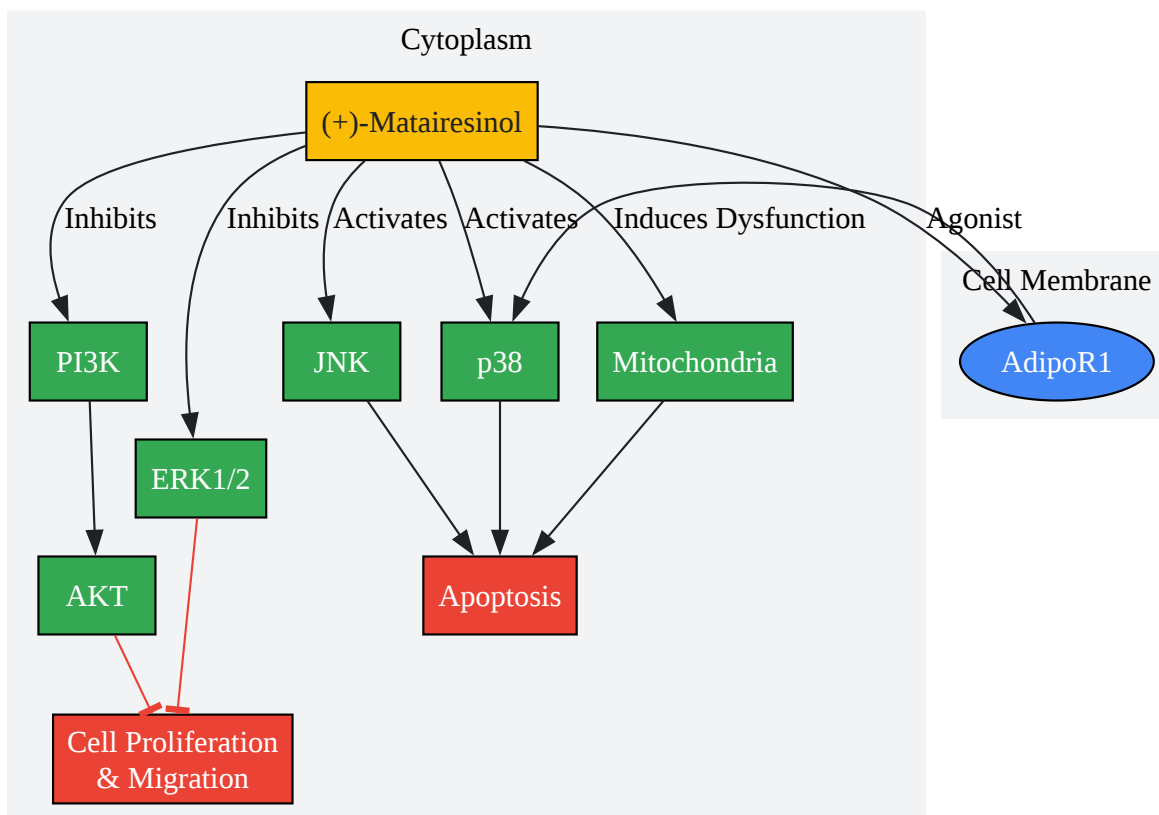 Cytoplasm
(+)-Matairesinol
Inhibits
Inhibits
Activates
Activates
Induces Dysfunction
Agonist
Cell Membrane
PI3K
JNK
p38
Mitochondria
AdipoR1
ERK1/2
AKT
Apoptosis
Cell Proliferation
& Migration